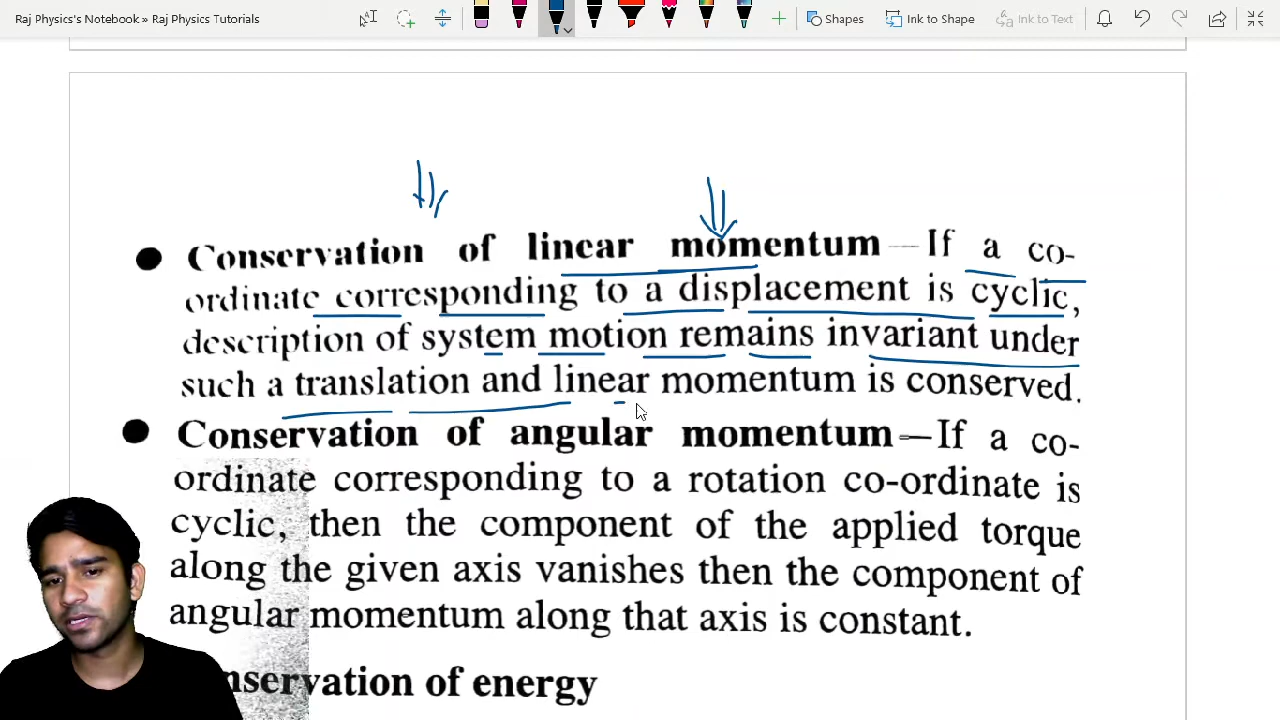 Raj Physics's Notebook » Raj Physics Tutorials
Shapes
Ink to Shape
Ink to Text
Conservation of linear momentum—If a co-
ordinate corresponding to a displacement is cyclic,
description of system motion remains invariant under
such a translation and linear momentum is conserved.
Conservation of angular momentum—If a co-
ordinate corresponding to a rotation co-ordinate is
cyclic, then the component of the applied torque
along the given axis vanishes then the component of
angular momentum along that axis is constant.
nservation of energy